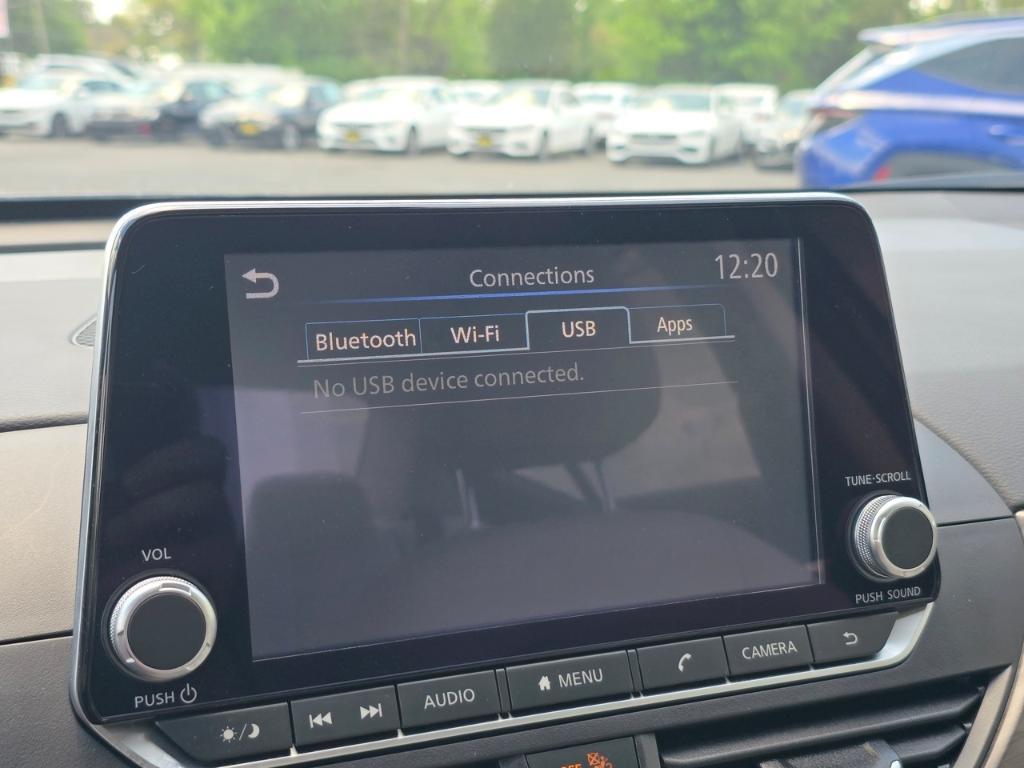 Connections 12:20
Bluetooth Wi-Fi USB Apps
No USB device connected.
TUNE·SCROLL
VOL
PUSH SOUND
PUSH
AUDIO MENU CAMERA
OFF